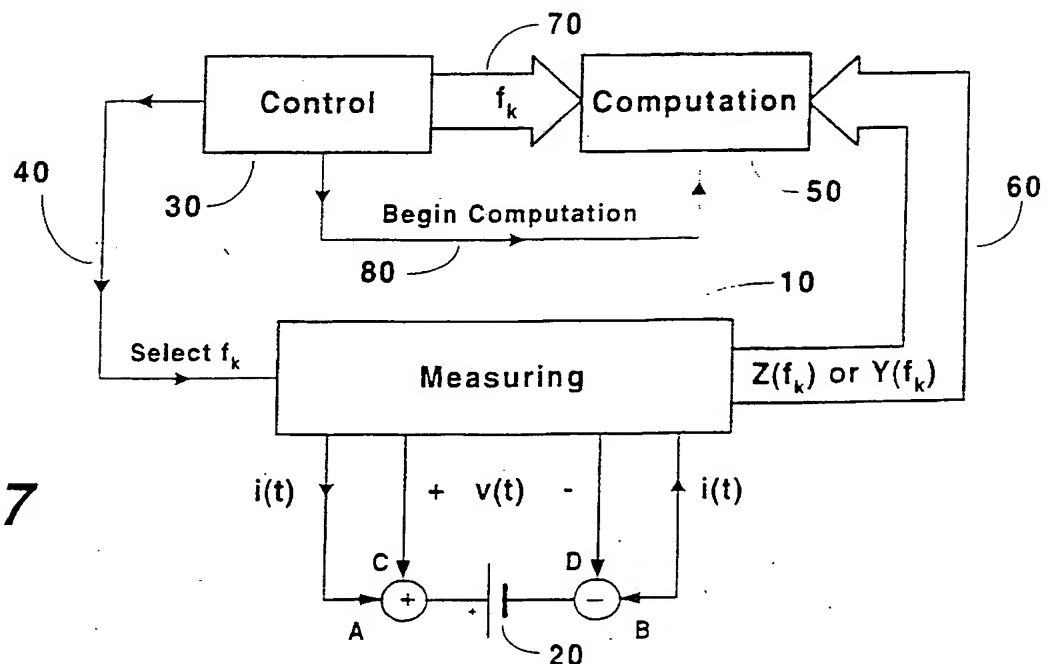 70
Control
f_k
Computation
40
30
50
60
Begin Computation
80
10
Select f_k
Measuring
Z(f_k) or Y(f_k)
7
i(t) + v(t) - i(t)
C D
+ −
A + B
20